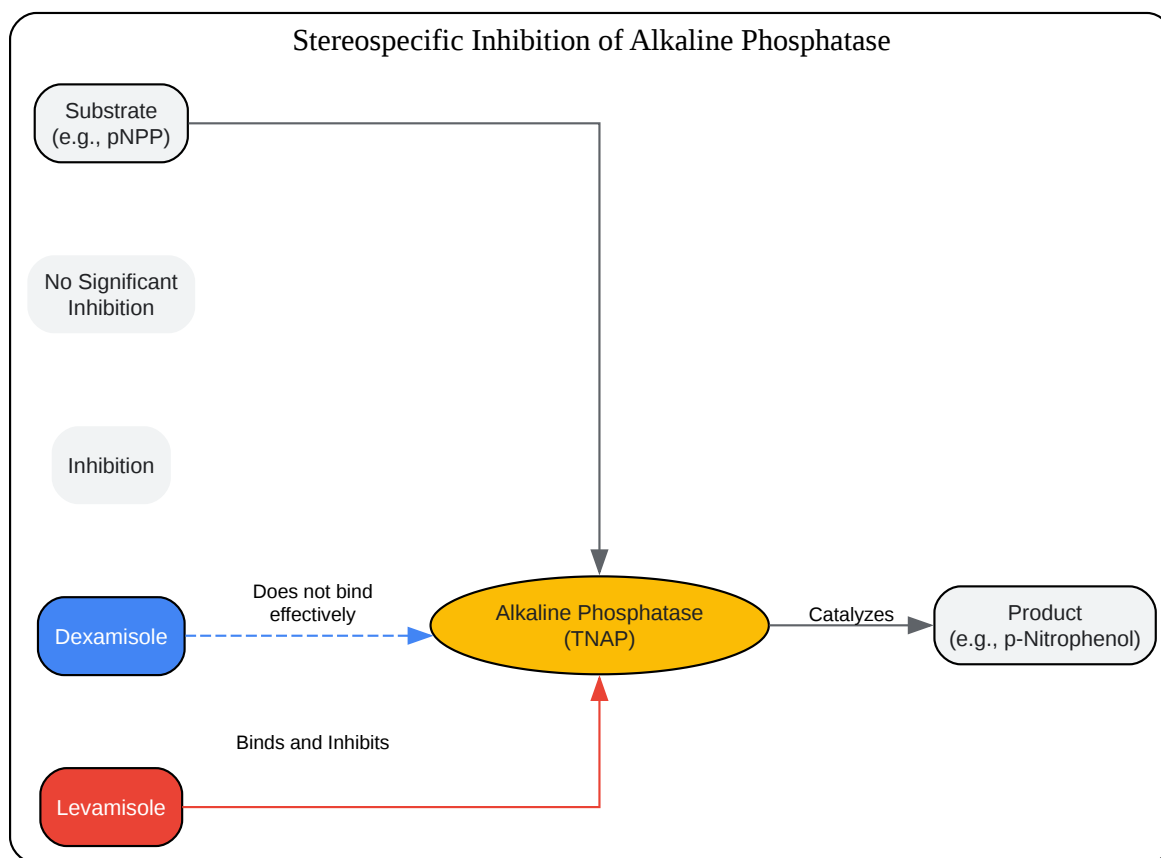 Stereospecific Inhibition of Alkaline Phosphatase
Substrate
(e.g., pNPP)
No Significant
Inhibition
Inhibition
Dexamisole
Does not bind
effectively
Alkaline Phosphatase
(TNAP)
Catalyzes
Product
(e.g., p-Nitrophenol)
Binds and Inhibits
Levamisole